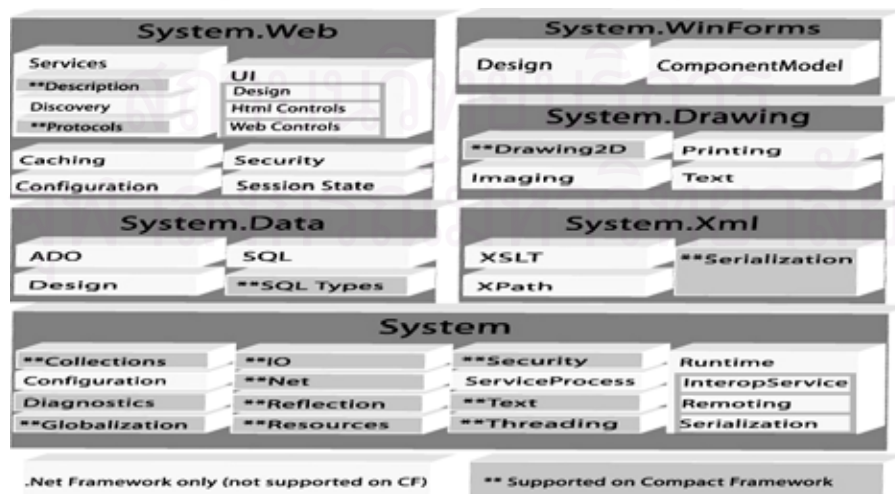 System.Web
Services
**Description
Discovery
**Protocols
UI
Design
Html Controls
Web Controls
Caching
Security
Configuration
Session State
System.WinForms
Design
ComponentModel
System.Drawing
**Drawing2D
Printing
Imaging
Text
System.Data
ADO
SQL
Design
**SQL Types
System.Xml
XSLT
**Serialization
XPath
System
**Collections
Configuration
Diagnostics
**Globalization
**IO
**Net
**Reflection
**Resources
**Security
ServiceProcess
**Text
**Threading
Runtime
InteropService
Remoting
Serialization
.Net Framework only (not supported on CF)
** Supported on Compact Framework